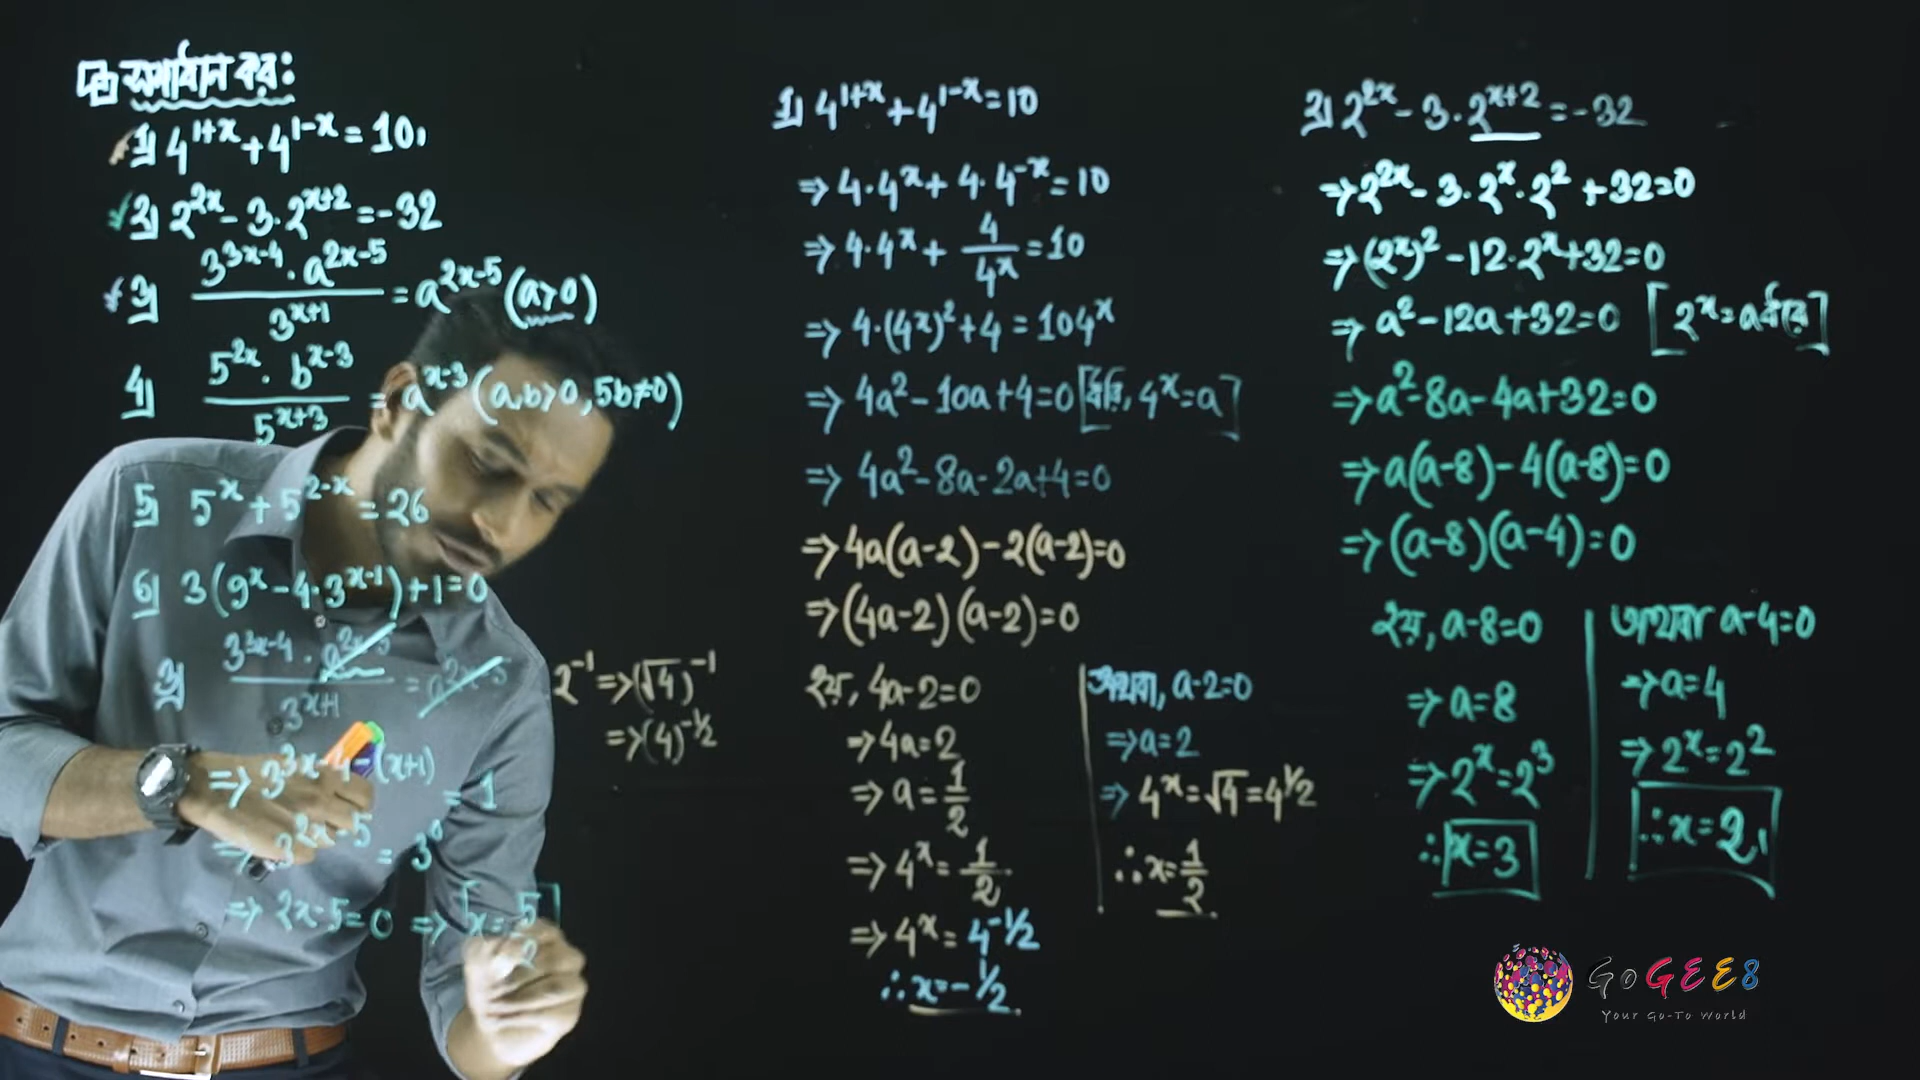 সমাধান কর:
১) 4^{1+x} + 4^{1-x} = 10,
২) 2^{2x} - 3 · 2^{x+2} = -32
৩) \frac{3^{3x-4} · a^{2x-5}}{3^{x+1}} = a^{2x-5} (a>0)
4) \frac{5^{2x} · b^{x-3}}{5^{x+3}} = a^{x-3} (a,b>0, 5b≠0)
5) 5^x + 5^{2-x} = 26
6) 3(9^x - 4·3^{x-1}) + 1 = 0
৩) \frac{3^{3x-4} · a^{2x-5}}{3^{x+1}} = a^{2x-5}
⇒ 3^{3x-4-(x+1)} = 1
⇒ 3^{2x-5} = 3^0
⇒ 2x-5=0 ⇒ x = \frac{5}{2}
2^{-1} ⇒ (√4)^{-1}
⇒ (4)^{-1/2}
১) 4^{1+x} + 4^{1-x} = 10
⇒ 4·4^x + 4·4^{-x} = 10
⇒ 4·4^x + \frac{4}{4^x} = 10
⇒ 4·(4^x)^2 + 4 = 104^x
⇒ 4a^2 - 10a + 4 = 0 [ধরি, 4^x = a]
⇒ 4a^2 - 8a - 2a + 4 = 0
⇒ 4a(a-2) - 2(a-2) = 0
⇒ (4a-2)(a-2) = 0
হয়, 4a-2=0
⇒ 4a=2
⇒ a = \frac{1}{2}
⇒ 4^x = \frac{1}{2}
⇒ 4^x = 4^{-1/2}
∴ x = -1/2
অথবা, a-2=0
⇒ a=2
⇒ 4^x = √4 = 4^{1/2}
∴ x = \frac{1}{2}
২) 2^{2x} - 3·2^{x+2} = -32
⇒ 2^{2x} - 3·2^x·2^2 + 32 = 0
⇒ (2^x)^2 - 12·2^x + 32 = 0
⇒ a^2 - 12a + 32 = 0 [2^x = a ধরি]
⇒ a^2 - 8a - 4a + 32 = 0
⇒ a(a-8) - 4(a-8) = 0
⇒ (a-8)(a-4) = 0
হয়, a-8=0
⇒ a=8
⇒ 2^x = 2^3
∴ x=3
অথবা a-4=0
⇒ a=4
⇒ 2^x = 2^2
∴ x = 2,
GoGEE8
Your Go-To World